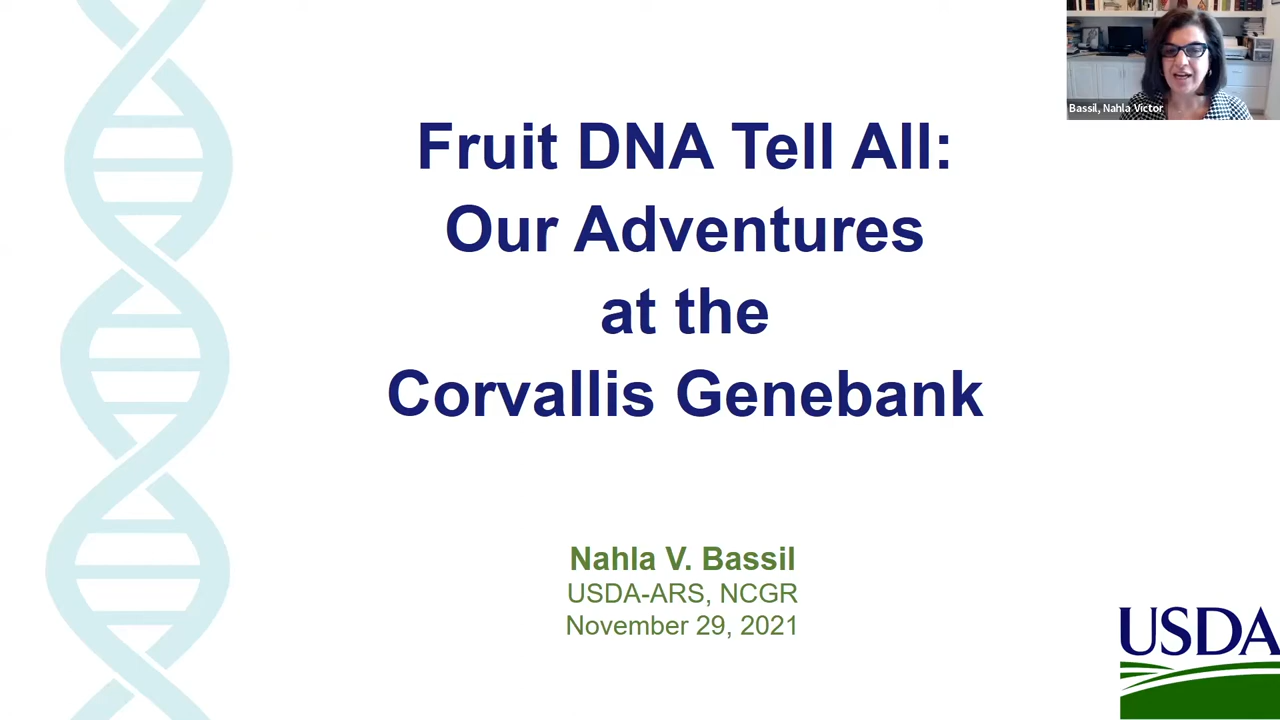 Bassil, Nahla Victor
Fruit DNA Tell All:
Our Adventures
at the
Corvallis Genebank
Nahla V. Bassil
USDA-ARS, NCGR
November 29, 2021
USDA